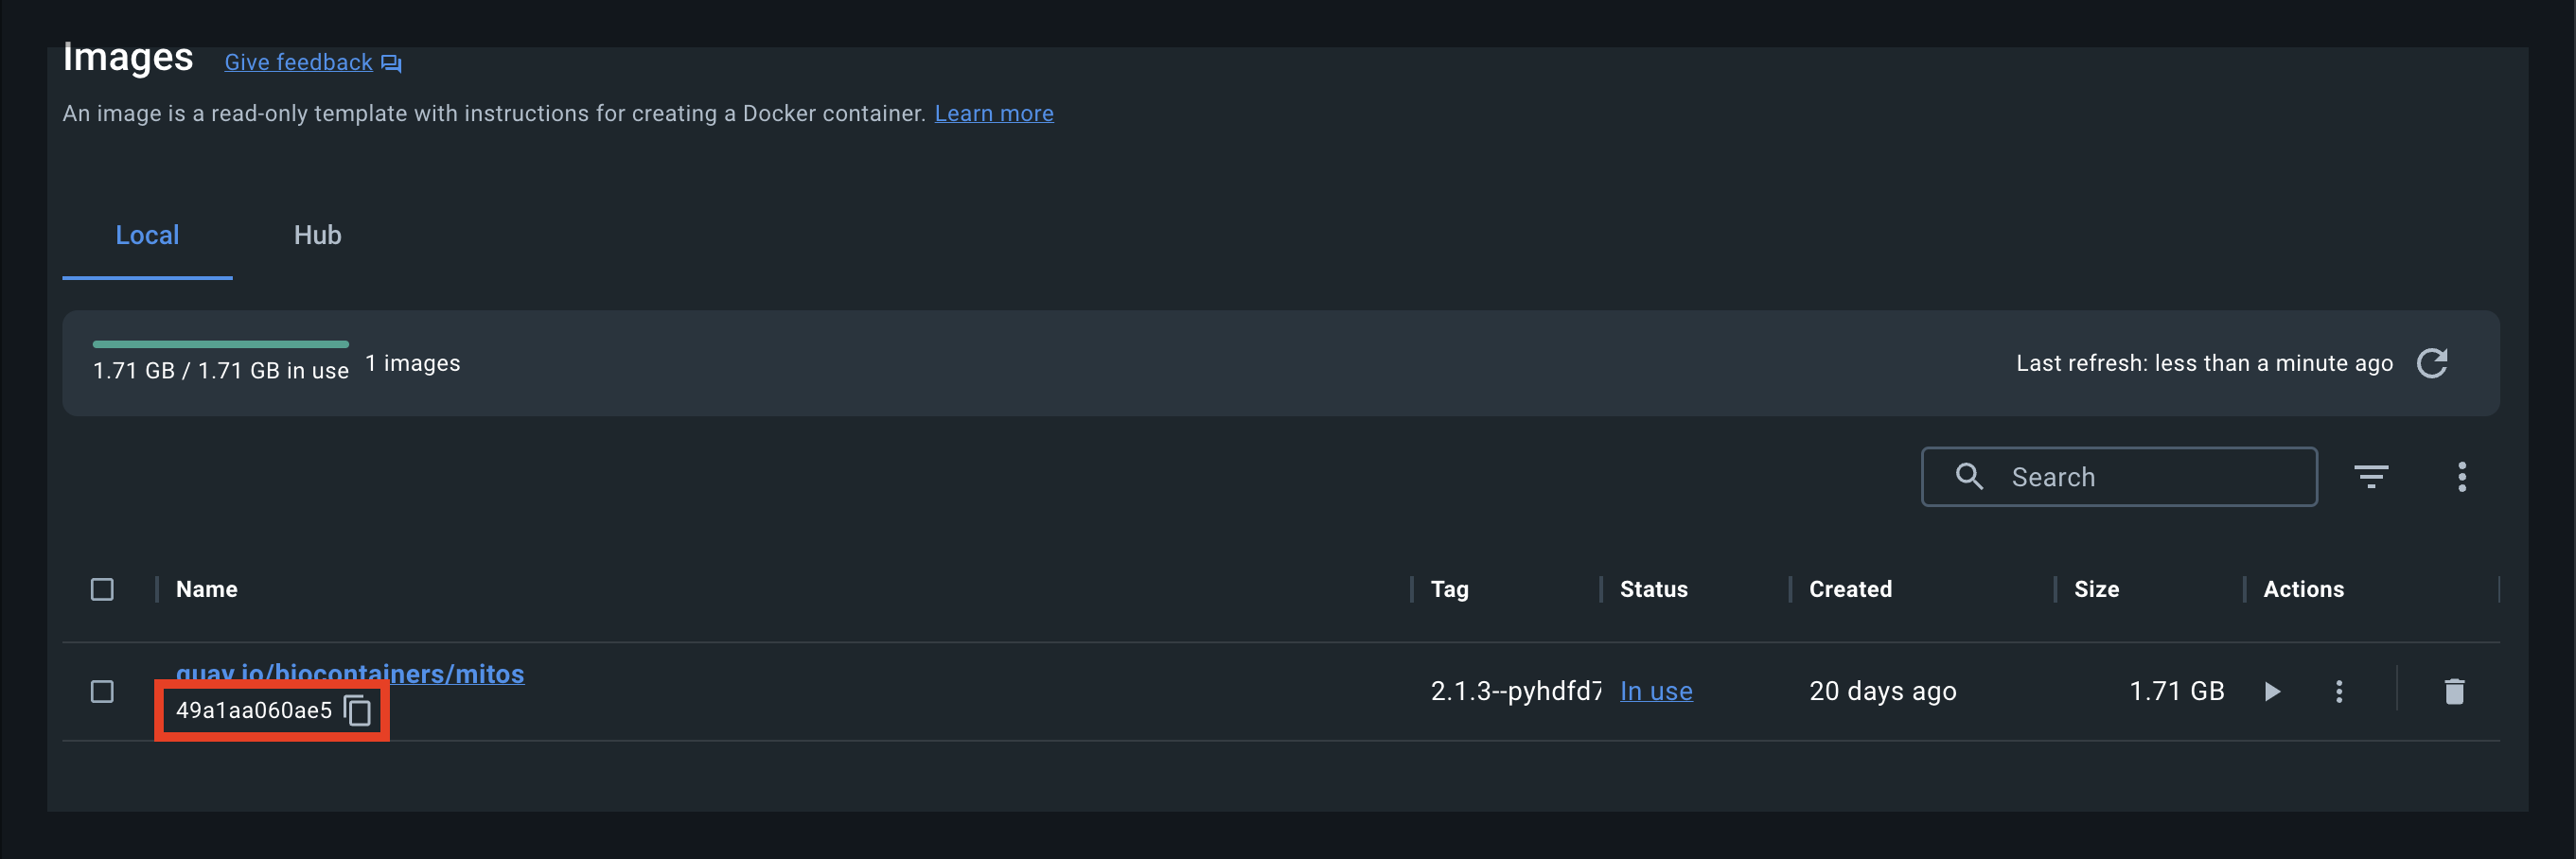 Images Give feedback
An image is a read-only template with instructions for creating a Docker container. Learn more
Local Hub
1.71 GB / 1.71 GB in use 1 images Last refresh: less than a minute ago
Search
Name Tag Status Created Size Actions
quay.io/biocontainers/mitos
49a1aa060ae5 2.1.3--pyhdfd7 In use 20 days ago 1.71 GB